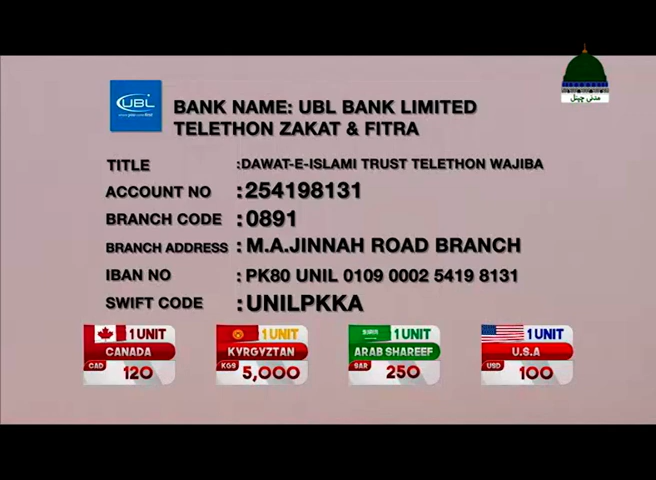 UBL
BANK NAME: UBL BANK LIMITED
TELETHON ZAKAT & FITRA
مدنی چینل
TITLE :DAWAT-E-ISLAMI TRUST TELETHON WAJIBA
ACCOUNT NO :254198131
BRANCH CODE :0891
BRANCH ADDRESS : M.A.JINNAH ROAD BRANCH
IBAN NO : PK80 UNIL 0109 0002 5419 8131
SWIFT CODE :UNILPKKA
1 UNIT
CANADA
CAD 120
1 UNIT
KYRGYZTAN
KGS 5,000
1 UNIT
ARAB SHAREEF
SAR 250
1 UNIT
U.S.A
USD 100